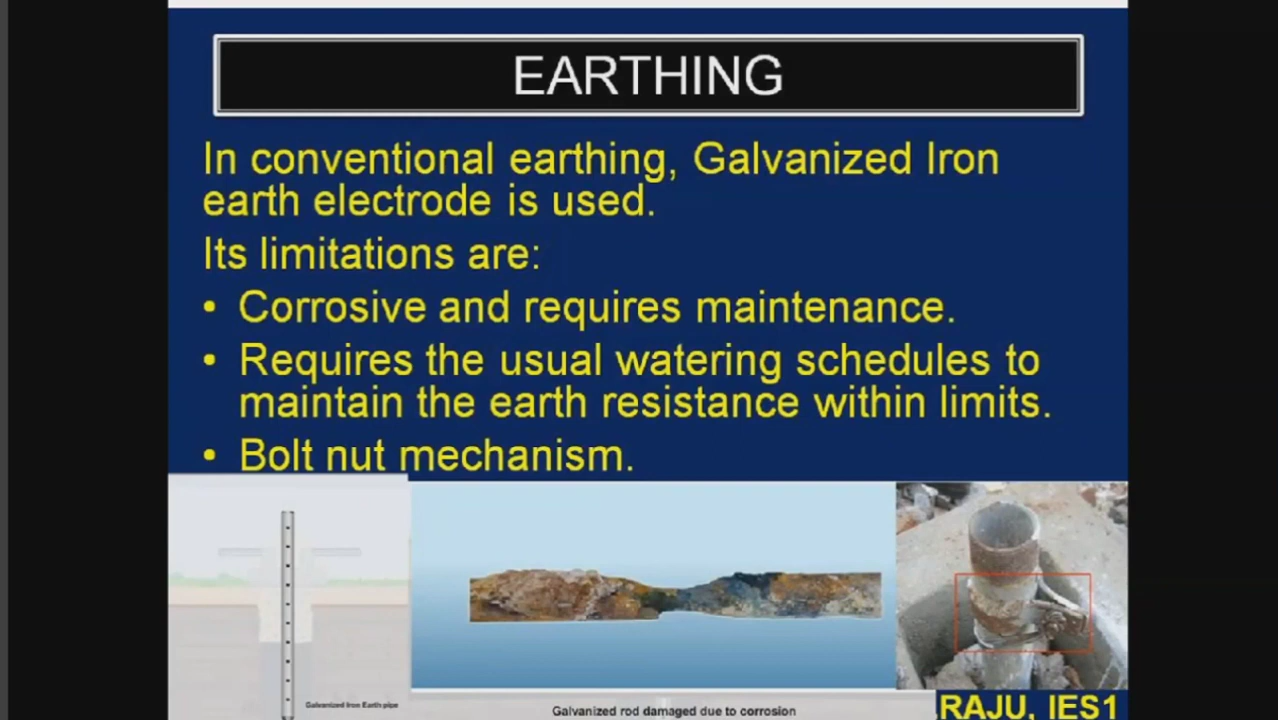 EARTHING
In conventional earthing, Galvanized Iron
earth electrode is used.
Its limitations are:
• Corrosive and requires maintenance.
• Requires the usual watering schedules to
maintain the earth resistance within limits.
• Bolt nut mechanism.
Galvanized Iron Earth pipe
Galvanized rod damaged due to corrosion
.RAJU, IES1